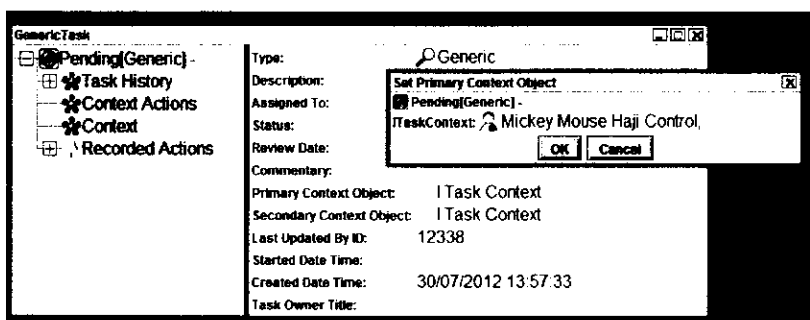 GenericTask
Pending[Generic] -
Task History
Context Actions
Context
Recorded Actions
Type: Generic
Description:
Assigned To:
Status:
Review Date:
Commentary:
Primary Context Object: I Task Context
Secondary Context Object: I Task Context
Last Updated By ID: 12338
Started Date Time:
Created Date Time: 30/07/2012 13:57:33
Task Owner Title:
Set Primary Context Object
Pending[Generic] -
ITaskContext: Mickey Mouse Haji Control,
OK Cancel